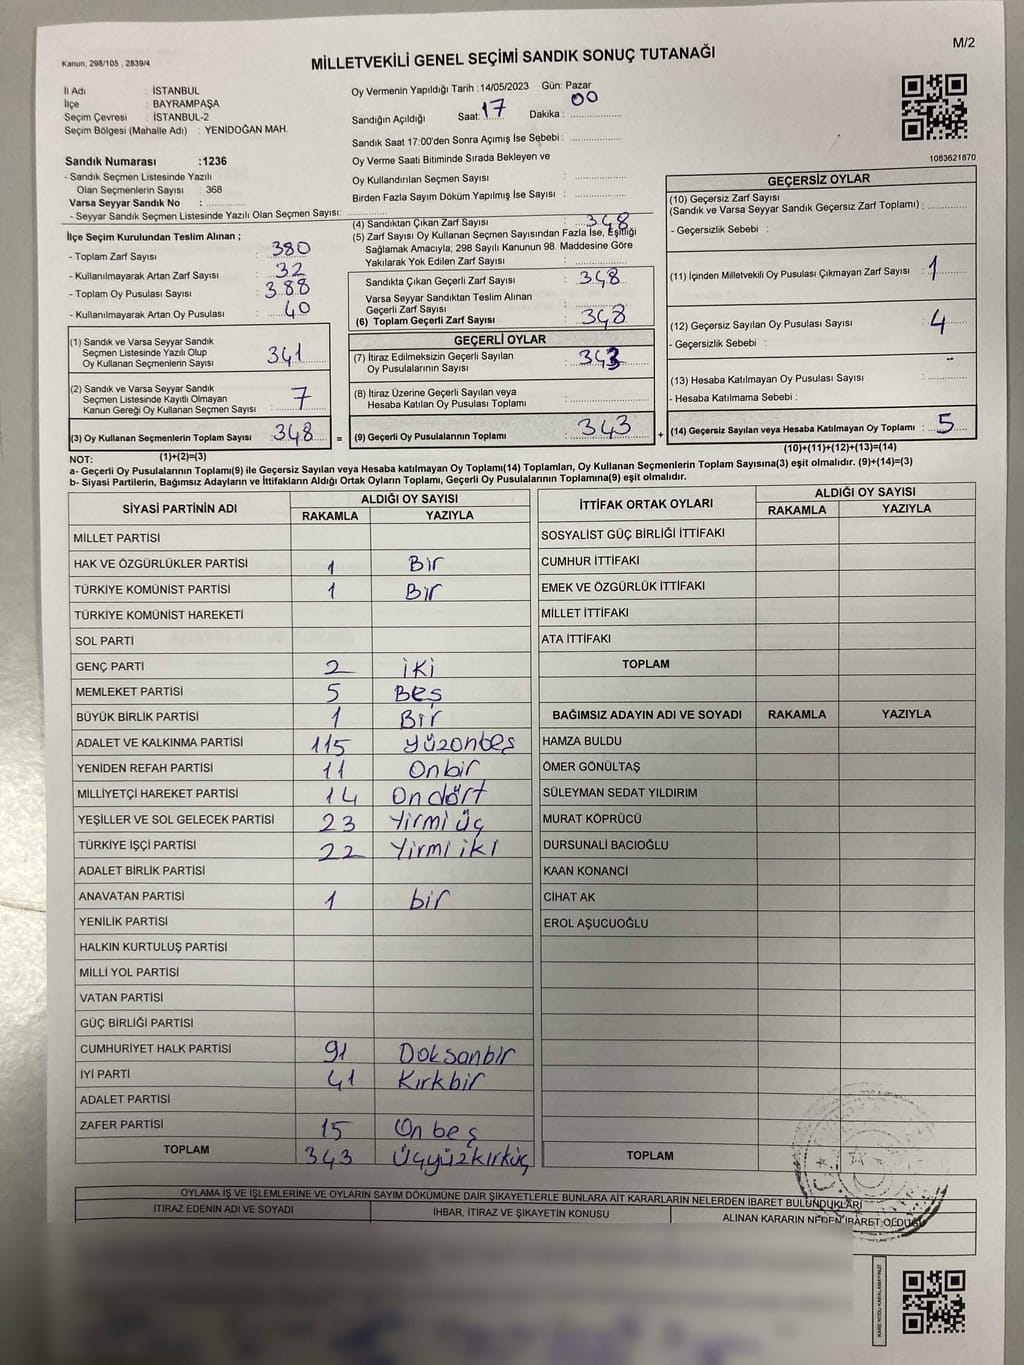 M/2
Kanun; 298/105 , 2839/4
MİLLETVEKİLİ GENEL SEÇİMİ SANDIK SONUÇ TUTANAĞI
İl Adı : İSTANBUL
İlçe : BAYRAMPAŞA
Seçim Çevresi : İSTANBUL-2
Seçim Bölgesi (Mahalle Adı) : YENİDOĞAN MAH.
Sandık Numarası :1236
- Sandık Seçmen Listesinde Yazılı
Olan Seçmenlerin Sayısı : 368
Varsa Seyyar Sandık No :
- Seyyar Sandık Seçmen Listesinde Yazılı Olan Seçmen Sayısı:
Oy Vermenin Yapıldığı Tarih :14/05/2023 Gün: Pazar
Sandığın Açıldığı Saat: 17 Dakika : 00
Sandık Saat 17:00'den Sonra Açımış İse Sebebi :
Oy Verme Saati Bitiminde Sırada Bekleyen ve
Oy Kullandırılan Seçmen Sayısı :
Birden Fazla Sayım Döküm Yapılmış İse Sayısı :
1083621870
İlçe Seçim Kurulundan Teslim Alınan ;
- Toplam Zarf Sayısı : 380
- Kullanılmayarak Artan Zarf Sayısı : 32
- Toplam Oy Pusulası Sayısı : 388
- Kullanılmayarak Artan Oy Pusulası : 40
(1) Sandık ve Varsa Seyyar Sandık
Seçmen Listesinde Yazılı Olup
Oy Kullanan Seçmenlerin Sayısı : 341
(2) Sandık ve Varsa Seyyar Sandık
Seçmen Listesinde Kayıtlı Olmayan
Kanun Gereği Oy Kullanan Seçmen Sayısı : 7
(3) Oy Kullanan Seçmenlerin Toplam Sayısı : 348
(1)+(2)=(3)
(4) Sandıktan Çıkan Zarf Sayısı : 348
(5) Zarf Sayısı Oy Kullanan Seçmen Sayısından Fazla İse, Eşitliği
Sağlamak Amacıyla; 298 Sayılı Kanunun 98. Maddesine Göre
Yakılarak Yok Edilen Zarf Sayısı :
Sandıkta Çıkan Geçerli Zarf Sayısı : 348
Varsa Seyyar Sandıktan Teslim Alınan
Geçerli Zarf Sayısı :
(6) Toplam Geçerli Zarf Sayısı : 348
GEÇERLİ OYLAR
(7) İtiraz Edilmeksizin Geçerli Sayılan
Oy Pusulalarının Sayısı : 343
(8) İtiraz Üzerine Geçerli Sayılan veya
Hesaba Katılan Oy Pusulası Toplamı :
= (9) Geçerli Oy Pusulalarının Toplamı : 343 +
GEÇERSİZ OYLAR
(10) Geçersiz Zarf Sayısı
(Sandık ve Varsa Seyyar Sandık Geçersiz Zarf Toplamı) :
- Geçersizlik Sebebi :
(11) İçinden Milletvekili Oy Pusulası Çıkmayan Zarf Sayısı : 1
(12) Geçersiz Sayılan Oy Pusulası Sayısı : 4
- Geçersizlik Sebebi :
(13) Hesaba Katılmayan Oy Pusulası Sayısı : -
- Hesaba Katılmama Sebebi :
(14) Geçersiz Sayılan veya Hesaba Katılmayan Oy Toplamı : 5
(10)+(11)+(12)+(13)=(14)
NOT:
a- Geçerli Oy Pusulalarının Toplamı(9) ile Geçersiz Sayılan veya Hesaba katılmayan Oy Toplamı(14) Toplamları, Oy Kullanan Seçmenlerin Toplam Sayısına(3) eşit olmalıdır. (9)+(14)=(3)
b- Siyasi Partilerin, Bağımsız Adayların ve İttifakların Aldığı Ortak Oyların Toplamı, Geçerli Oy Pusulalarının Toplamına(9) eşit olmalıdır.
SİYASİ PARTİNİN ADI ALDIĞI OY SAYISI
RAKAMLA YAZIYLA
MİLLET PARTİSİ
HAK VE ÖZGÜRLÜKLER PARTİSİ 1 Bir
TÜRKİYE KOMÜNİST PARTİSİ 1 Bir
TÜRKİYE KOMÜNİST HAREKETİ
SOL PARTİ
GENÇ PARTİ 2 İki
MEMLEKET PARTİSİ 5 Beş
BÜYÜK BİRLİK PARTİSİ 1 Bir
ADALET VE KALKINMA PARTİSİ 115 Yüzonbeş
YENİDEN REFAH PARTİSİ 11 Onbir
MİLLİYETÇİ HAREKET PARTİSİ 14 On dört
YEŞİLLER VE SOL GELECEK PARTİSİ 23 Yirmi üç
TÜRKİYE İŞÇİ PARTİSİ 22 Yirmi iki
ADALET BİRLİK PARTİSİ
ANAVATAN PARTİSİ 1 bir
YENİLİK PARTİSİ
HALKIN KURTULUŞ PARTİSİ
MİLLİ YOL PARTİSİ
VATAN PARTİSİ
GÜÇ BİRLİĞİ PARTİSİ
CUMHURİYET HALK PARTİSİ 91 Doksanbir
İYİ PARTİ 41 Kırkbir
ADALET PARTİSİ
ZAFER PARTİSİ 15 On beş
TOPLAM 343 Üçyüzkırküç
İTTİFAK ORTAK OYLARI ALDIĞI OY SAYISI
RAKAMLA YAZIYLA
SOSYALİST GÜÇ BİRLİĞİ İTTİFAKI
CUMHUR İTTİFAKI
EMEK VE ÖZGÜRLÜK İTTİFAKI
MİLLET İTTİFAKI
ATA İTTİFAKI
TOPLAM
BAĞIMSIZ ADAYIN ADI VE SOYADI RAKAMLA YAZIYLA
HAMZA BULDU
ÖMER GÖNÜLTAŞ
SÜLEYMAN SEDAT YILDIRIM
MURAT KÖPRÜCÜ
DURSUNALİ BACIOĞLU
KAAN KONANCİ
CİHAT AK
EROL AŞUCUOĞLU
TOPLAM
OYLAMA İŞ VE İŞLEMLERİNE VE OYLARIN SAYIM DÖKÜMÜNE DAİR ŞİKAYETLERLE BUNLARA AİT KARARLARIN NELERDEN İBARET BULUNDUKLARI
İTİRAZ EDENİN ADI VE SOYADI İHBAR, İTİRAZ VE ŞİKAYETİN KONUSU ALINAN KARARIN NEDEN İBARET OLDUĞU